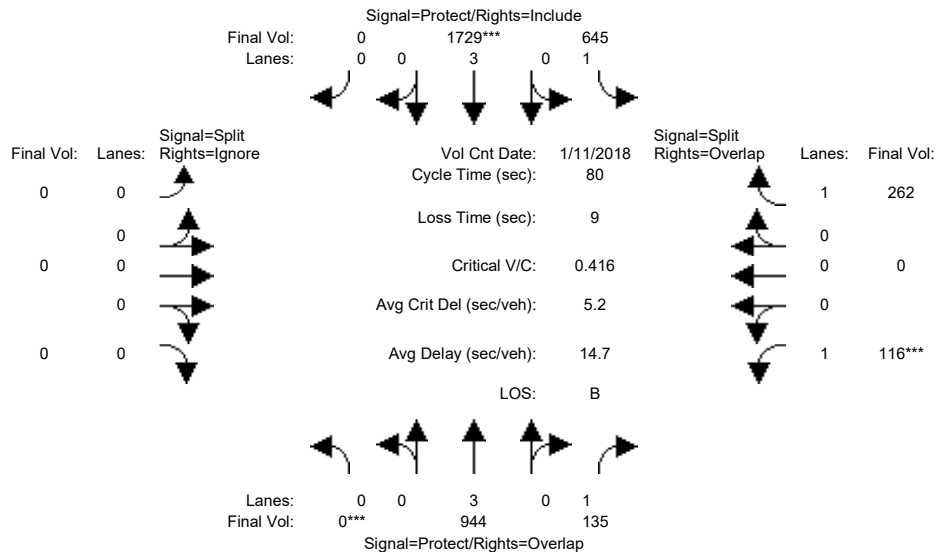 Signal=Protect/Rights=Include
Final Vol: 0 1729*** 645
Lanes: 0 0 3 0 1
Signal=Split Signal=Split
Final Vol: Lanes: Rights=Ignore Vol Cnt Date: 1/11/2018 Rights=Overlap Lanes: Final Vol:
Cycle Time (sec): 80
0 0 1 262
Loss Time (sec): 9
0 0
0 0 Critical V/C: 0.416 0 0
0 Avg Crit Del (sec/veh): 5.2 0
0 0 Avg Delay (sec/veh): 14.7 1 116***
LOS: B
Lanes: 0 0 3 0 1
Final Vol: 0*** 944 135
Signal=Protect/Rights=Overlap